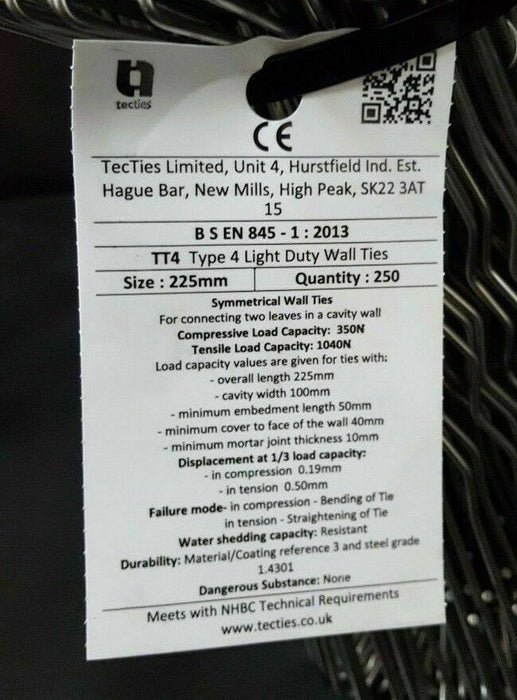 tecties
CE
TecTies Limited, Unit 4, Hurstfield Ind. Est.
Hague Bar, New Mills, High Peak, SK22 3AT
15
B S EN 845 - 1 : 2013
TT4 Type 4 Light Duty Wall Ties
Size : 225mm Quantity : 250
Symmetrical Wall Ties
For connecting two leaves in a cavity wall
Compressive Load Capacity: 350N
Tensile Load Capacity: 1040N
Load capacity values are given for ties with:
- overall length 225mm
- cavity width 100mm
- minimum embedment length 50mm
- minimum cover to face of the wall 40mm
- minimum mortar joint thickness 10mm
Displacement at 1/3 load capacity:
- in compression 0.19mm
- in tension 0.50mm
Failure mode- in compression - Bending of Tie
in tension - Straightening of Tie
Water shedding capacity: Resistant
Durability: Material/Coating reference 3 and steel grade
1.4301
Dangerous Substance: None
Meets with NHBC Technical Requirements
www.tecties.co.uk